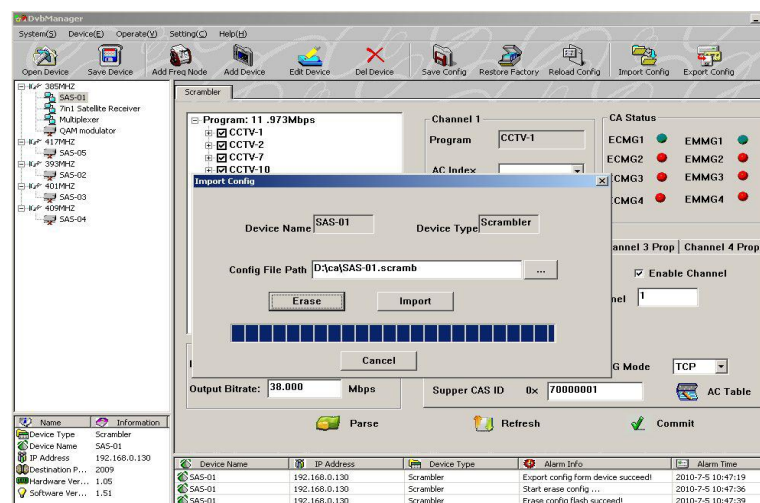 DvbManager
System(S) Device(E) Operate(V) Setting(C) Help(H)
Open Device Save Device Add Freq Node Add Device Edit Device Del Device Save Config Restore Factory Reload Config Import Config Export Config
385MHZ
SAS-01
7in1 Satellite Receiver
Multiplexer
QAM modulator
417MHZ
SAS-05
393MHZ
SAS-02
401MHZ
SAS-03
409MHZ
SAS-04
Scrambler
Program: 11 .973Mbps
CCTV-1
CCTV-2
CCTV-7
CCTV-10
Channel 1
Program CCTV-1
AC Index
CA Status
ECMG1 EMMG1
ECMG2 EMMG2
CMG3 EMMG3
CMG4 EMMG4
Import Config
Device Name SAS-01 Device Type Scrambler
Config File Path D:\ca\SAS-01.scramb ...
Erase Import
Cancel
annel 3 Prop Channel 4 Prop
Enable Channel
nel 1
G Mode TCP
Output Bitrate: 38.000 Mbps
Supper CAS ID 0x 70000001 AC Table
Parse Refresh Commit
Name Information
Device Type Scrambler
Device Name SAS-01
IP Address 192.168.0.130
Destination P... 2009
Hardware Ver... 1.05
Software Ver... 1.51
Device Name IP Address Device Type Alarm Info Alarm Time
SAS-01 192.168.0.130 Scrambler Export config form device succeed! 2010-7-5 10:47:19
SAS-01 192.168.0.130 Scrambler Start erase config ... 2010-7-5 10:47:36
SAS-01 192.168.0.130 Scrambler Erase config flash succeed! 2010-7-5 10:47:39